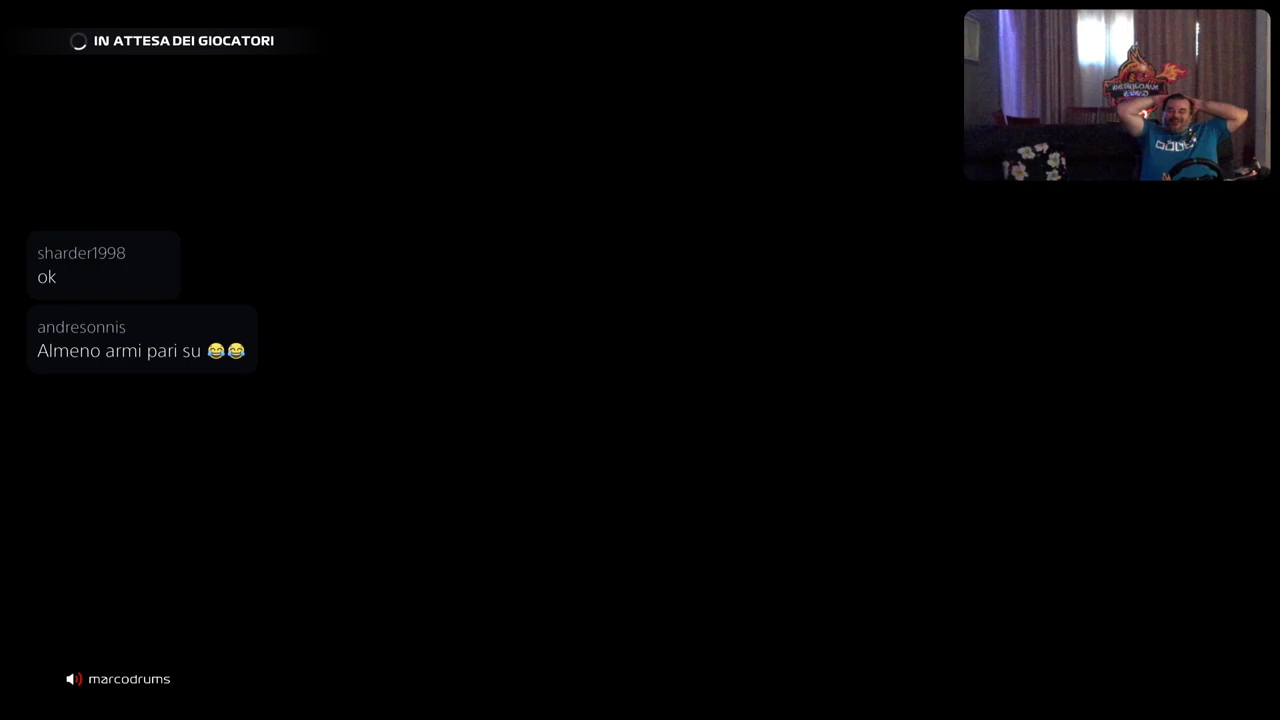 IN ATTESA DEI GIOCATORI
sharder1998
ok
andresonnis
Almeno armi pari su 😂😂
marcodrums